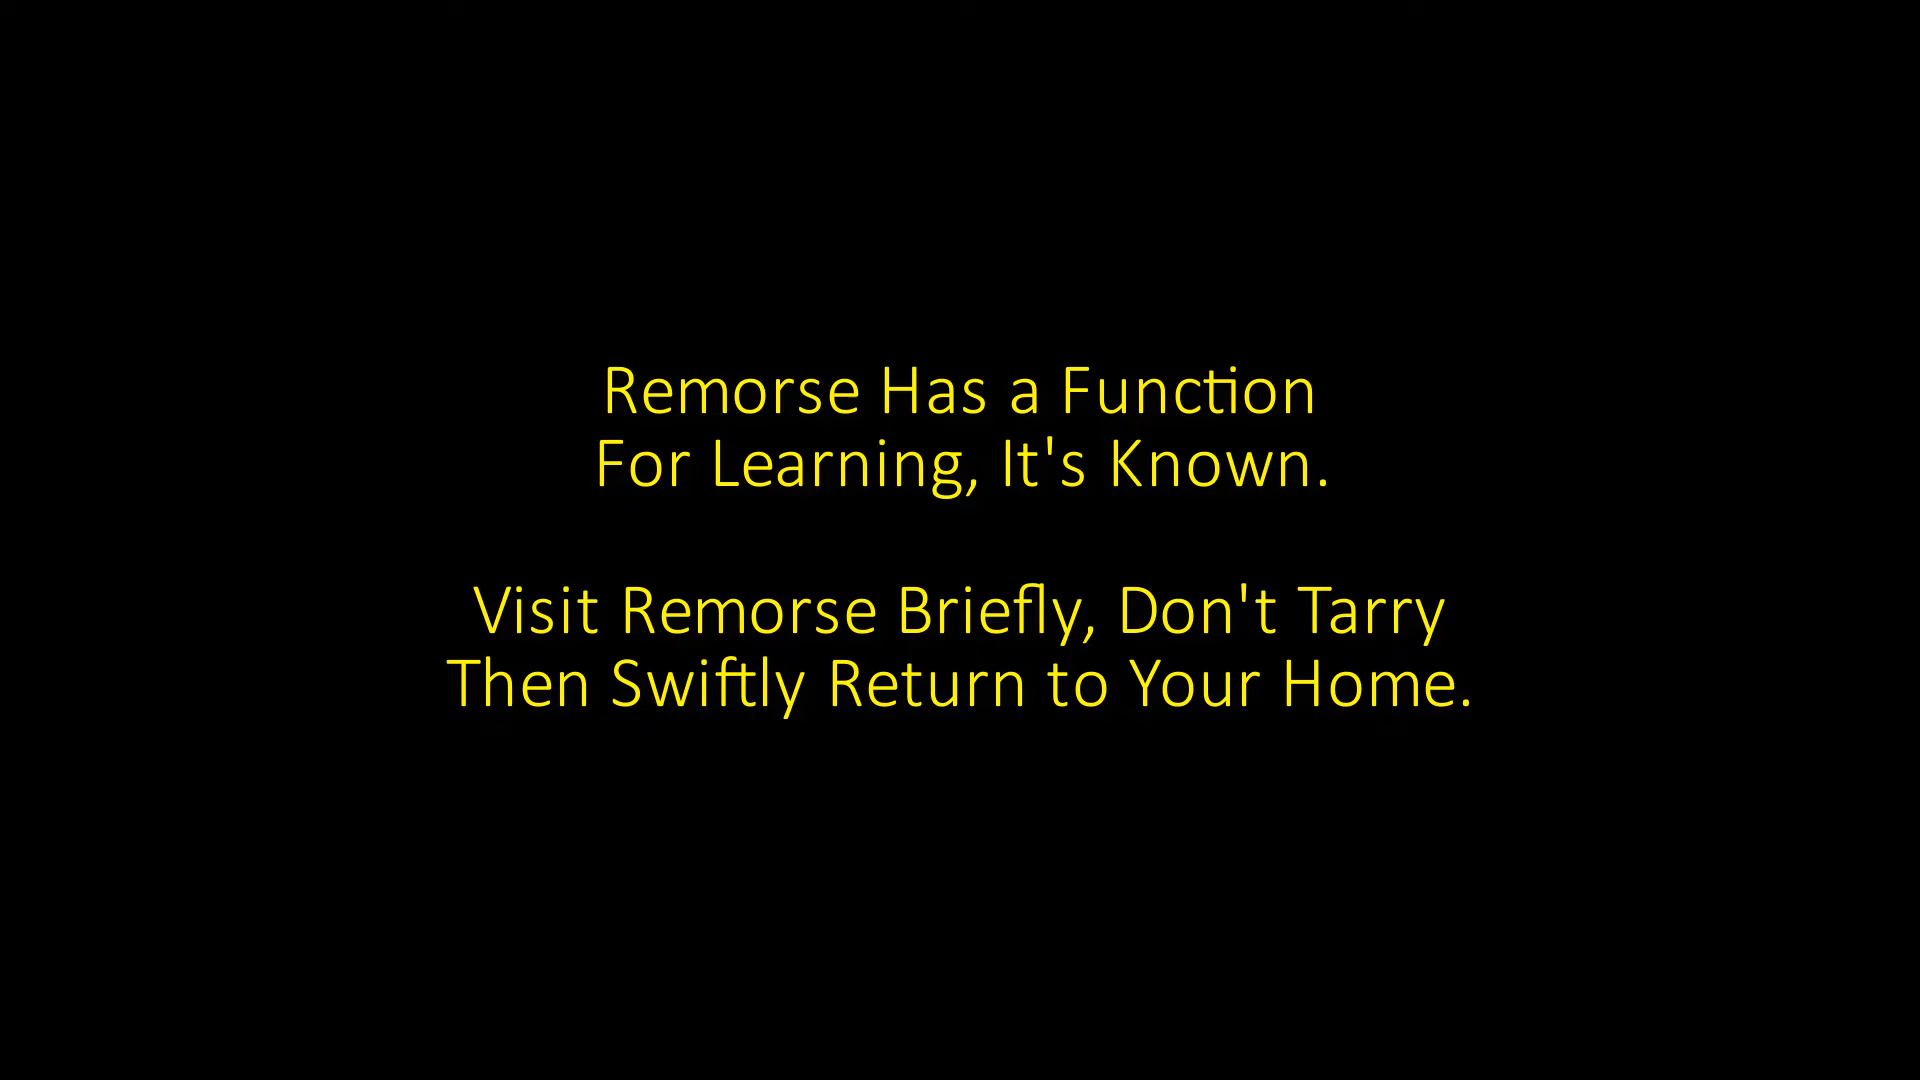 Remorse Has a Function
For Learning, It's Known.
Visit Remorse Briefly, Don't Tarry
Then Swiftly Return to Your Home.